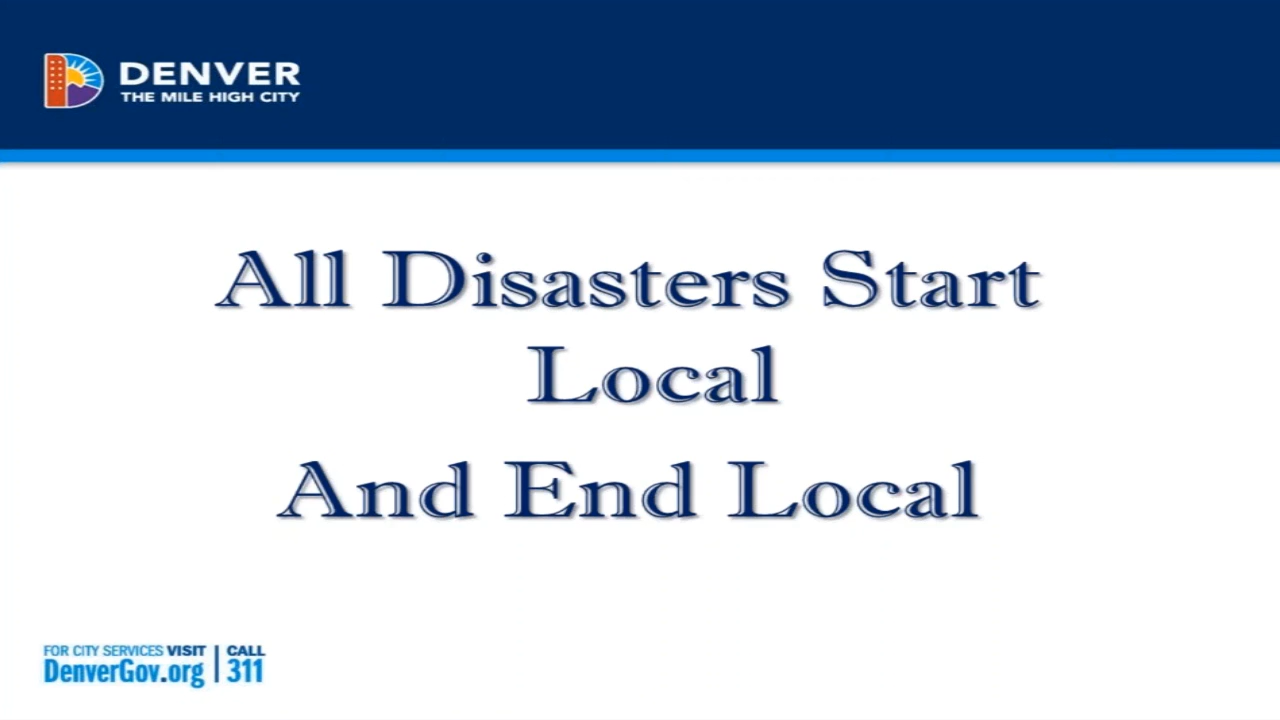 DENVER
THE MILE HIGH CITY
All Disasters Start
Local
And End Local
FOR CITY SERVICES VISIT | CALL
DenverGov.org | 311